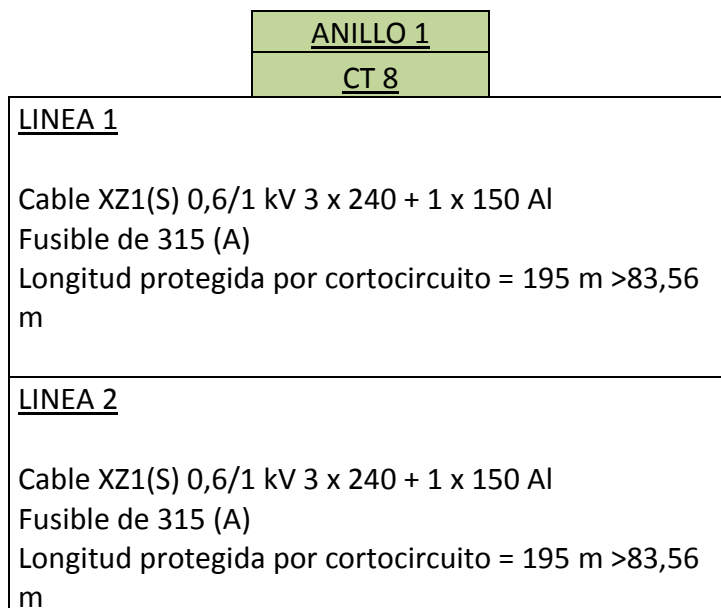 ANILLO 1
CT 8
LINEA 1
Cable XZ1(S) 0,6/1 kV 3 x 240 + 1 x 150 Al
Fusible de 315 (A)
Longitud protegida por cortocircuito = 195 m >83,56
m
LINEA 2
Cable XZ1(S) 0,6/1 kV 3 x 240 + 1 x 150 Al
Fusible de 315 (A)
Longitud protegida por cortocircuito = 195 m >83,56
m